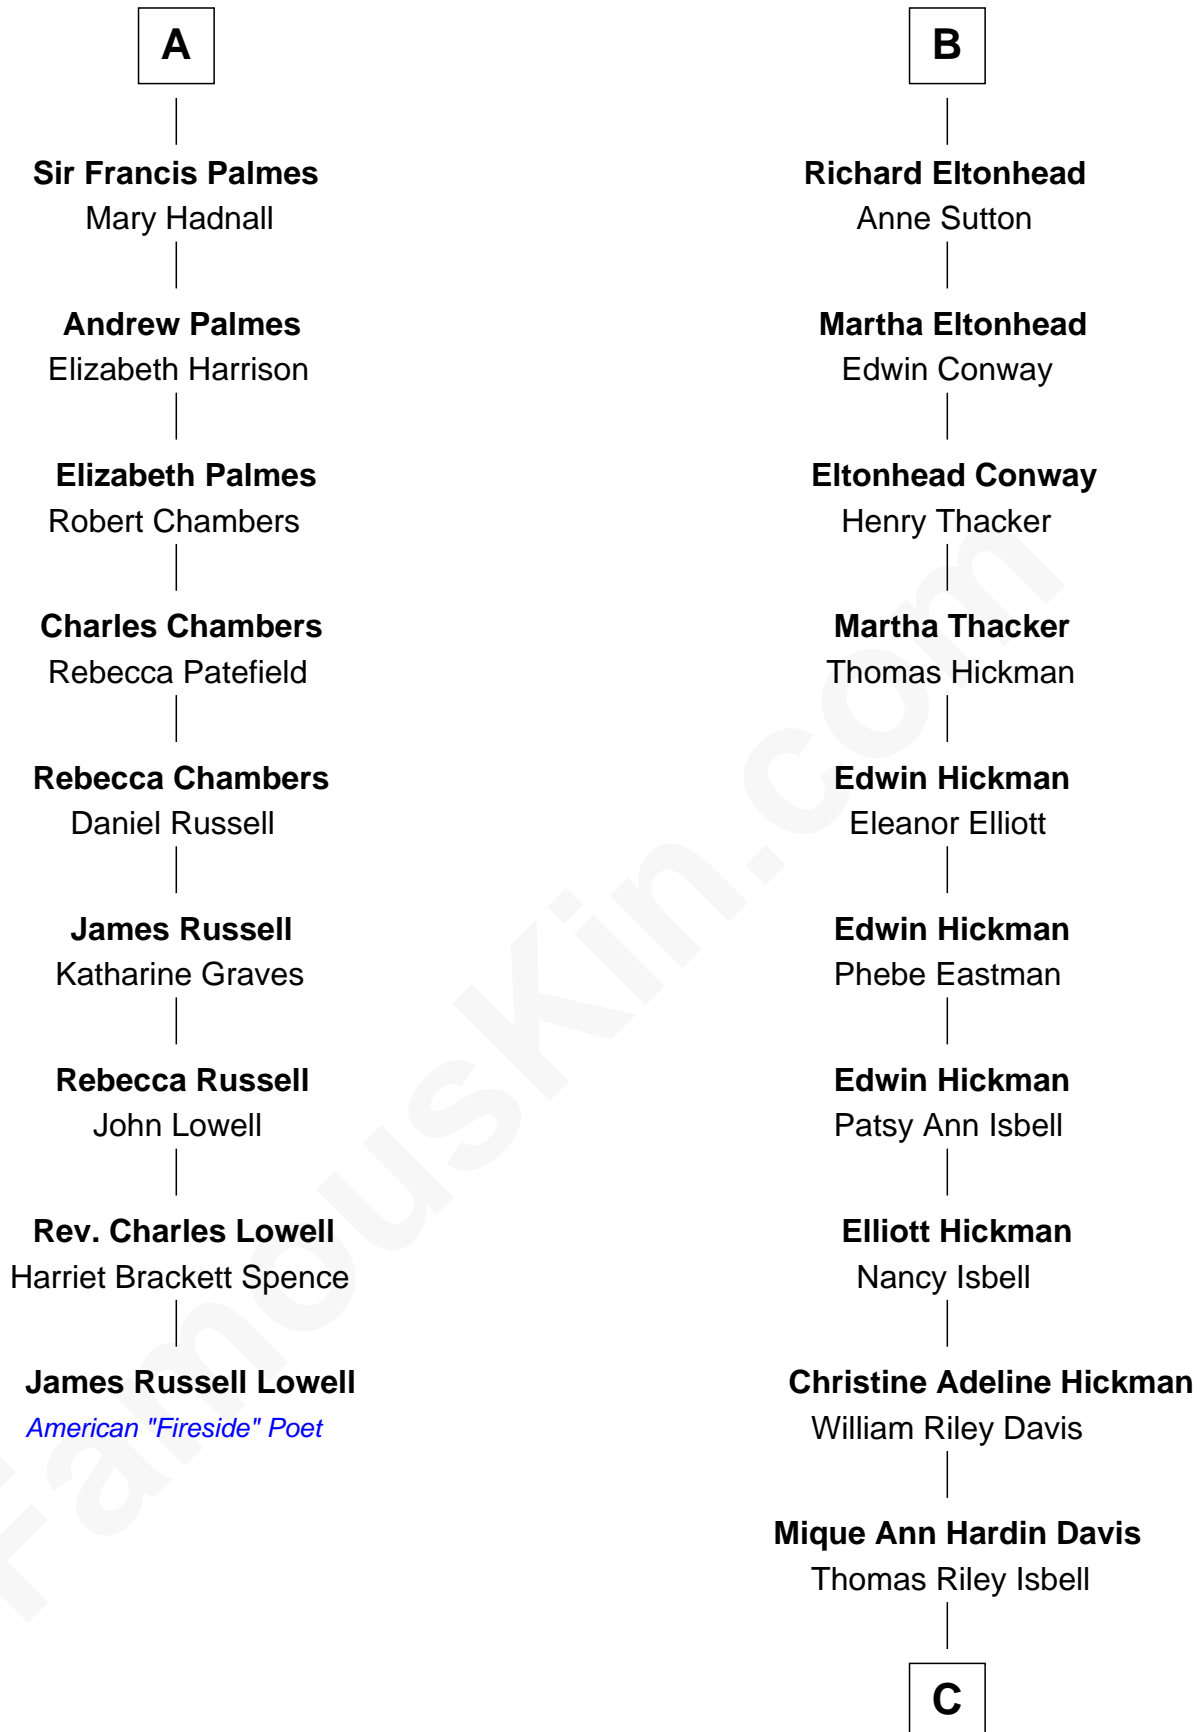 A
Sir Francis Palmes
Mary Hadnall
Andrew Palmes
Elizabeth Harrison
Elizabeth Palmes
Robert Chambers
Charles Chambers
Rebecca Patefield
Rebecca Chambers
Daniel Russell
James Russell
Katharine Graves
Rebecca Russell
John Lowell
Rev. Charles Lowell
Harriet Brackett Spence
James Russell Lowell
American "Fireside" Poet
B
Richard Eltonhead
Anne Sutton
Martha Eltonhead
Edwin Conway
Eltonhead Conway
Henry Thacker
Martha Thacker
Thomas Hickman
Edwin Hickman
Eleanor Elliott
Edwin Hickman
Phebe Eastman
Edwin Hickman
Patsy Ann Isbell
Elliott Hickman
Nancy Isbell
Christine Adeline Hickman
William Riley Davis
Mique Ann Hardin Davis
Thomas Riley Isbell
C
FamousKin.com